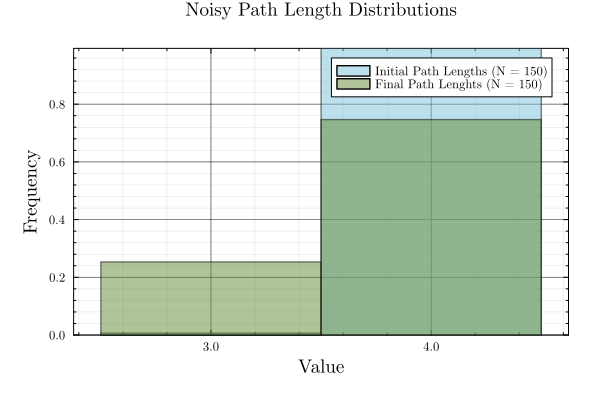 Noisy Path Length Distributions
Initial Path Lengths (N = 150)
Final Path Lenghts (N = 150)
0.8
0.6
0.4
0.2
0.0
Frequency
3.0 4.0
Value